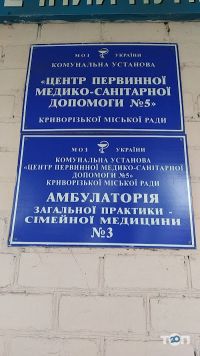 МОЗ УКРАЇНИ
КОМУНАЛЬНА УСТАНОВА
«ЦЕНТР ПЕРВИННОЇ
МЕДИКО-САНІТАРНОЇ
ДОПОМОГИ №5»
КРИВОРІЗЬКОЇ МІСЬКОЇ РАДИ
МОЗ УКРАЇНИ
КОМУНАЛЬНА УСТАНОВА
«ЦЕНТР ПЕРВИННОЇ МЕДИКО-САНІТАРНОЇ
ДОПОМОГИ №5»
КРИВОРІЗЬКОЇ МІСЬКОЇ РАДИ
АМБУЛАТОРІЯ
ЗАГАЛЬНОЇ ПРАКТИКИ -
СІМЕЙНОЇ МЕДИЦИНИ
№3